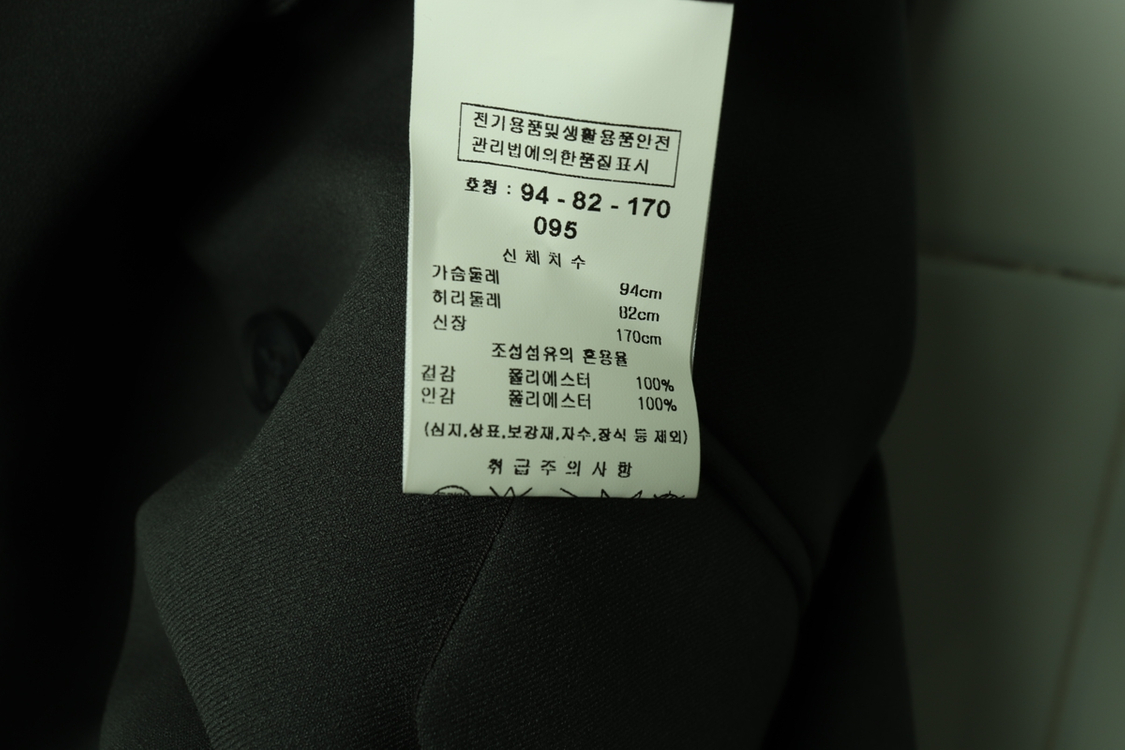 전기용품및생활용품안전
관리법에의한품질표시
호칭 : 94 - 82 - 170
095
신 체 치 수
가슴둘레 94cm
허리둘레 82cm
신장 170cm
조성섬유의 혼용율
겉감 폴리에스터 100%
안감 폴리에스터 100%
(심지,상표,보강재,자수,장식 등 제외)
취 급 주 의 사 항